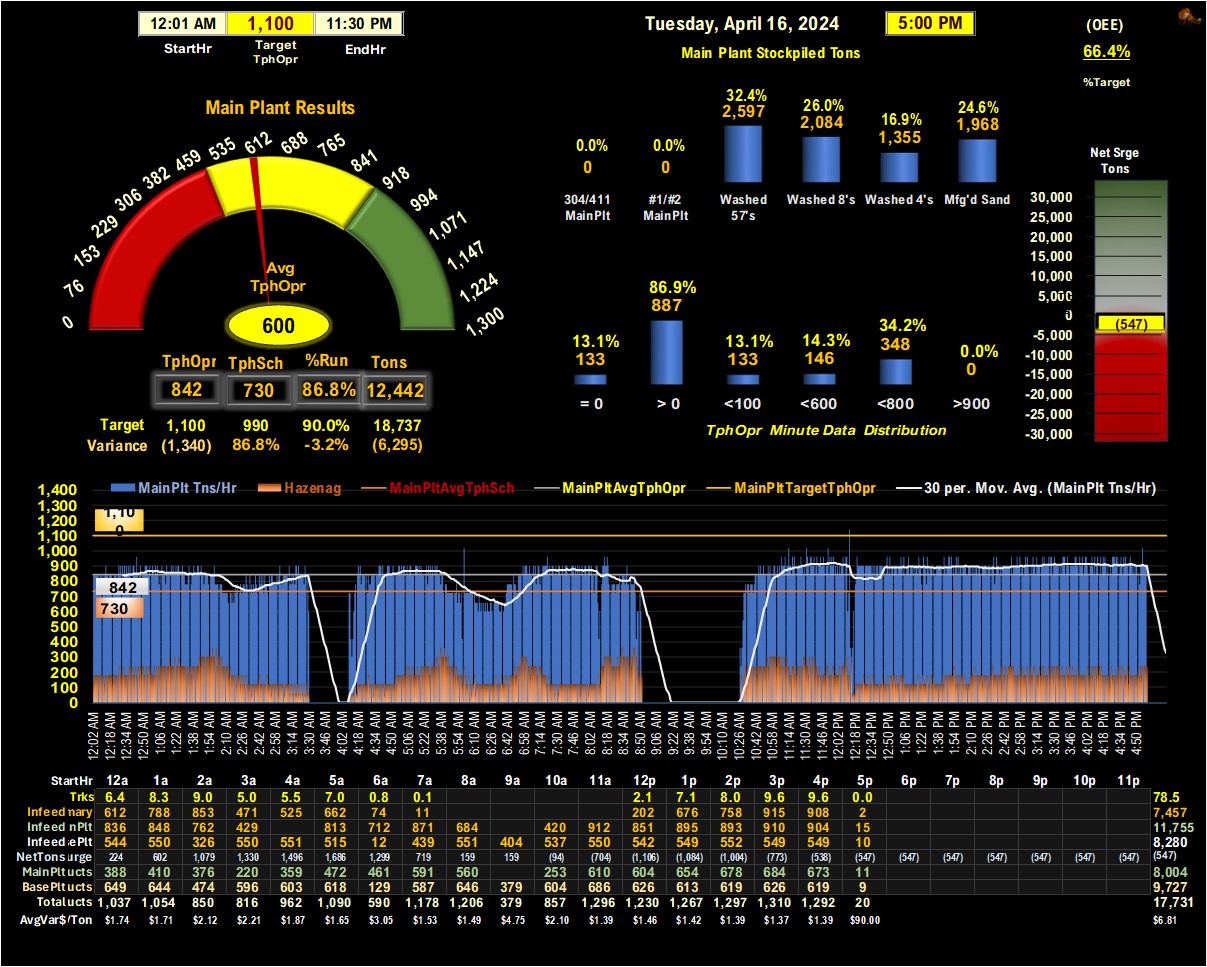 12:01 AM 1,100 11:30 PM
StartHr Target TphOpr EndHr
Tuesday, April 16, 2024 5:00 PM
Main Plant Stockpiled Tons
(OEE)
66.4%
%Target
Main Plant Results
0 76 153 229 306 382 459 535 612 688 765 841 918 994 1,071 1,147 1,224 1,300
Avg
TphOpr
600
TphOpr TphSch %Run Tons
842 730 86.8% 12,442
Target 1,100 990 90.0% 18,737
Variance (1,340) 86.8% -3.2% (6,295)
0.0% 0.0% 32.4% 26.0% 16.9% 24.6%
0 0 2,597 2,084 1,355 1,968
304/411 MainPlt #1/#2 MainPlt Washed 57's Washed 8's Washed 4's Mfg'd Sand
13.1% 86.9% 13.1% 14.3% 34.2% 0.0%
133 887 133 146 348 0
= 0 > 0 <100 <600 <800 >900
TphOpr Minute Data Distribution
Net Srge
Tons
30,000
25,000
20,000
15,000
10,000
5,000
0
(547)
-5,000
-10,000
-15,000
-20,000
-25,000
-30,000
MainPlt Tns/Hr Hazenag MainPltAvgTphSch MainPltAvgTphOpr MainPltTargetTphOpr 30 per. Mov. Avg. (MainPlt Tns/Hr)
1,400
1,300
1,200
1,100
1,000
900
800
700
600
500
400
300
200
100
0
1,100
842
730
12:02 AM 12:18 AM 12:34 AM 12:50 AM 1:06 AM 1:22 AM 1:38 AM 1:54 AM 2:10 AM 2:26 AM 2:42 AM 2:58 AM 3:14 AM 3:30 AM 3:46 AM 4:02 AM 4:18 AM 4:34 AM 4:50 AM 5:06 AM 5:22 AM 5:38 AM 5:54 AM 6:10 AM 6:26 AM 6:42 AM 6:58 AM 7:14 AM 7:30 AM 7:46 AM 8:02 AM 8:18 AM 8:34 AM 8:50 AM 9:06 AM 9:22 AM 9:38 AM 9:54 AM 10:10 AM 10:26 AM 10:42 AM 10:58 AM 11:14 AM 11:30 AM 11:46 AM 12:02 PM 12:18 PM 12:34 PM 12:50 PM 1:06 PM 1:22 PM 1:38 PM 1:54 PM 2:10 PM 2:26 PM 2:42 PM 2:58 PM 3:14 PM 3:30 PM 3:46 PM 4:02 PM 4:18 PM 4:34 PM 4:50 PM
StartHr 12a 1a 2a 3a 4a 5a 6a 7a 8a 9a 10a 11a 12p 1p 2p 3p 4p 5p 6p 7p 8p 9p 10p 11p
Trks 6.4 8.3 9.0 5.0 5.5 7.0 0.8 0.1 2.1 7.1 8.0 9.6 9.6 0.0 78.5
Infeed mary 612 788 853 471 525 662 74 11 202 676 758 915 908 2 7,457
Infeed nPlt 836 848 762 429 813 712 871 684 420 912 851 895 893 910 904 15 11,755
Infeed ePlt 544 550 326 550 551 515 12 439 551 404 537 550 542 549 552 549 549 10 8,280
NetTons urge 224 602 1,079 1,330 1,496 1,686 1,299 719 159 159 (94) (704) (1,106) (1,084) (1,004) (773) (538) (547) (547) (547) (547) (547) (547) (547) (547)
MainPlt ucts 388 410 376 220 359 472 461 591 560 253 610 604 654 678 684 673 11 8,004
BasePlt ucts 649 644 474 596 603 618 129 587 646 379 604 686 626 613 619 626 619 9 9,727
Total ucts 1,037 1,054 850 816 962 1,090 590 1,178 1,206 379 857 1,296 1,230 1,267 1,297 1,310 1,292 20 17,731
AvgVar$/Ton $1.74 $1.71 $2.12 $2.21 $1.87 $1.65 $3.05 $1.53 $1.49 $4.75 $2.10 $1.39 $1.46 $1.42 $1.39 $1.37 $1.39 $90.00 $6.81